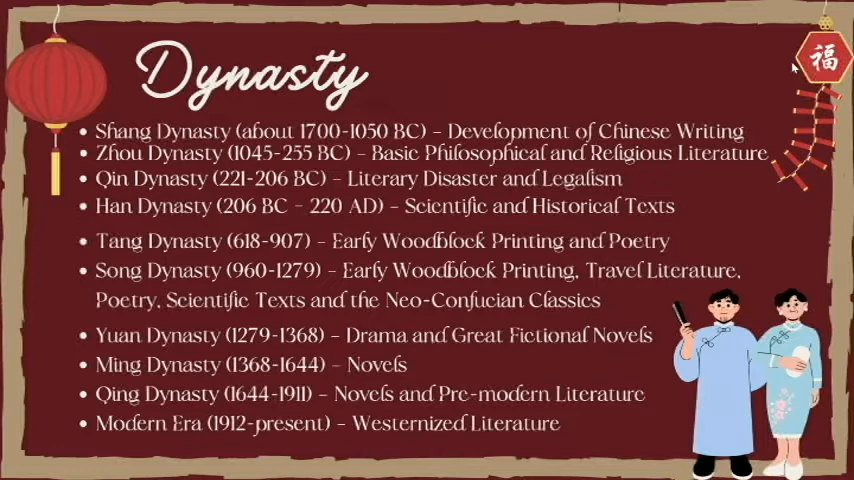 Dynasty
福
• Shang Dynasty (about 1700-1050 BC) – Development of Chinese Writing
• Zhou Dynasty (1045-255 BC) – Basic Philosophical and Religious Literature
• Qin Dynasty (221-206 BC) – Literary Disaster and Legalism
• Han Dynasty (206 BC – 220 AD) – Scientific and Historical Texts
• Tang Dynasty (618-907) – Early Woodblock Printing and Poetry
• Song Dynasty (960-1279) – Early Woodblock Printing, Travel Literature,
Poetry, Scientific Texts and the Neo-Confucian Classics
• Yuan Dynasty (1279-1368) – Drama and Great Fictional Novels
• Ming Dynasty (1368-1644) – Novels
• Qing Dynasty (1644-1911) – Novels and Pre-modern Literature
• Modern Era (1912-present) – Westernized Literature